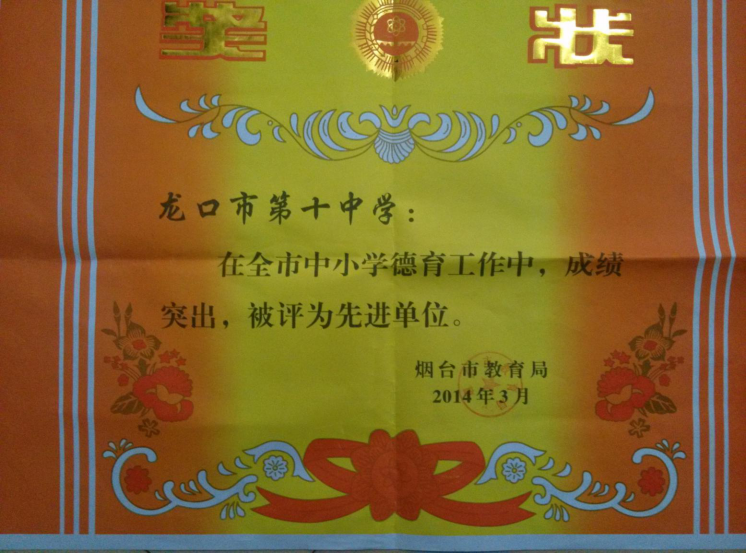 奖 状
龙口市第十中学：
在全市中小学德育工作中，成绩
突出，被评为先进单位。
烟台市教育局
2014年3月